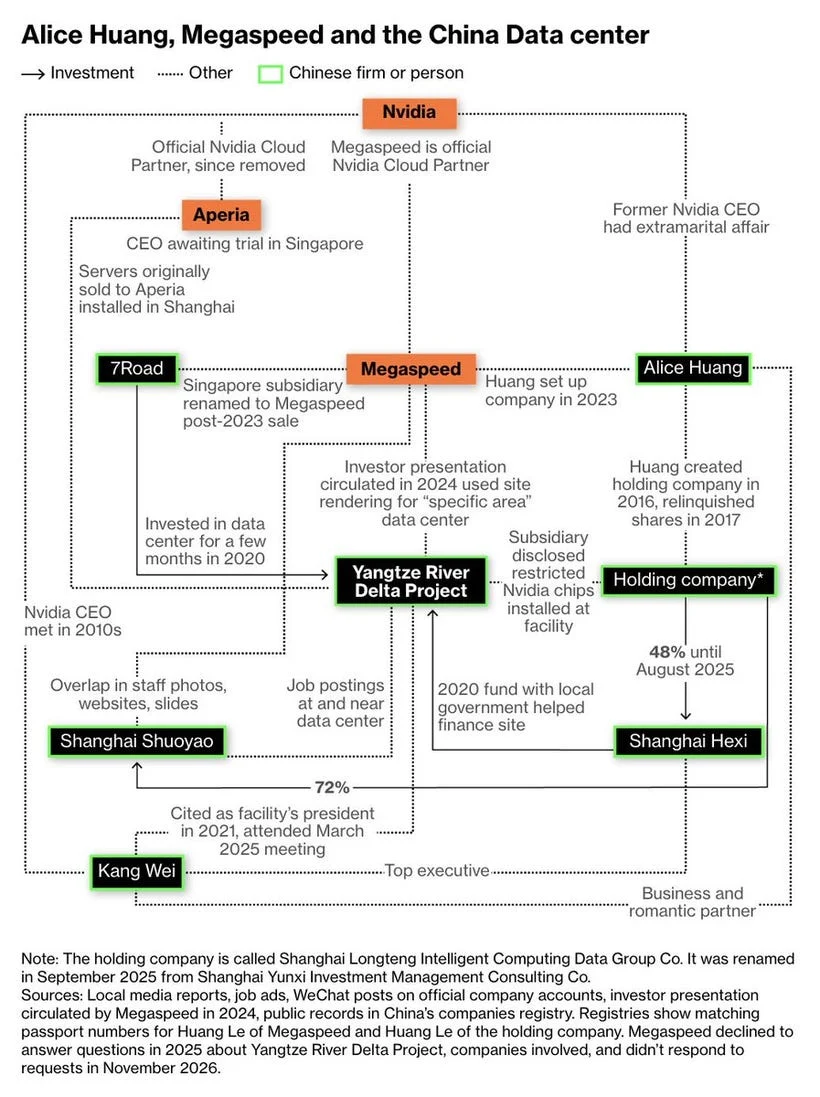 Alice Huang, Megaspeed and the China Data center
Investment
Other
Chinese firm or person
Nvidia
Official Nvidia Cloud
Partner, since removed
Megaspeed is official
Nvidia Cloud Partner
Aperia
CEO awaiting trial in Singapore
Former Nvidia CEO
had extramarital affair
Servers originally
sold to Aperia
installed in Shanghai
7Road
Megaspeed
Alice Huang
Singapore subsidiary
renamed to Megaspeed
post-2023 sale
Huang set up
company in 2023
Investor presentation
circulated in 2024 used site
rendering for “specific area”
data center
Huang created
holding company in
2016, relinquished
shares in 2017
Invested in data
center for a few
months in 2020
Subsidiary
disclosed
restricted
Nvidia chips
installed at
facility
Yangtze River
Delta Project
Holding company*
Nvidia CEO
met in 2010s
48% until
August 2025
Overlap in staff photos,
websites, slides
Job postings
at and near
data center
2020 fund with local
government helped
finance site
Shanghai Shuoyao
Shanghai Hexi
72%
Cited as facility’s president
in 2021, attended March
2025 meeting
Kang Wei
Top executive
Business and
romantic partner
Note: The holding company is called Shanghai Longteng Intelligent Computing Data Group Co. It was renamed
in September 2025 from Shanghai Yunxi Investment Management Consulting Co.
Sources: Local media reports, job ads, WeChat posts on official company accounts, investor presentation
circulated by Megaspeed in 2024, public records in China’s companies registry. Registries show matching
passport numbers for Huang Le of Megaspeed and Huang Le of the holding company. Megaspeed declined to
answer questions in 2025 about Yangtze River Delta Project, companies involved, and didn’t respond to
requests in November 2026.